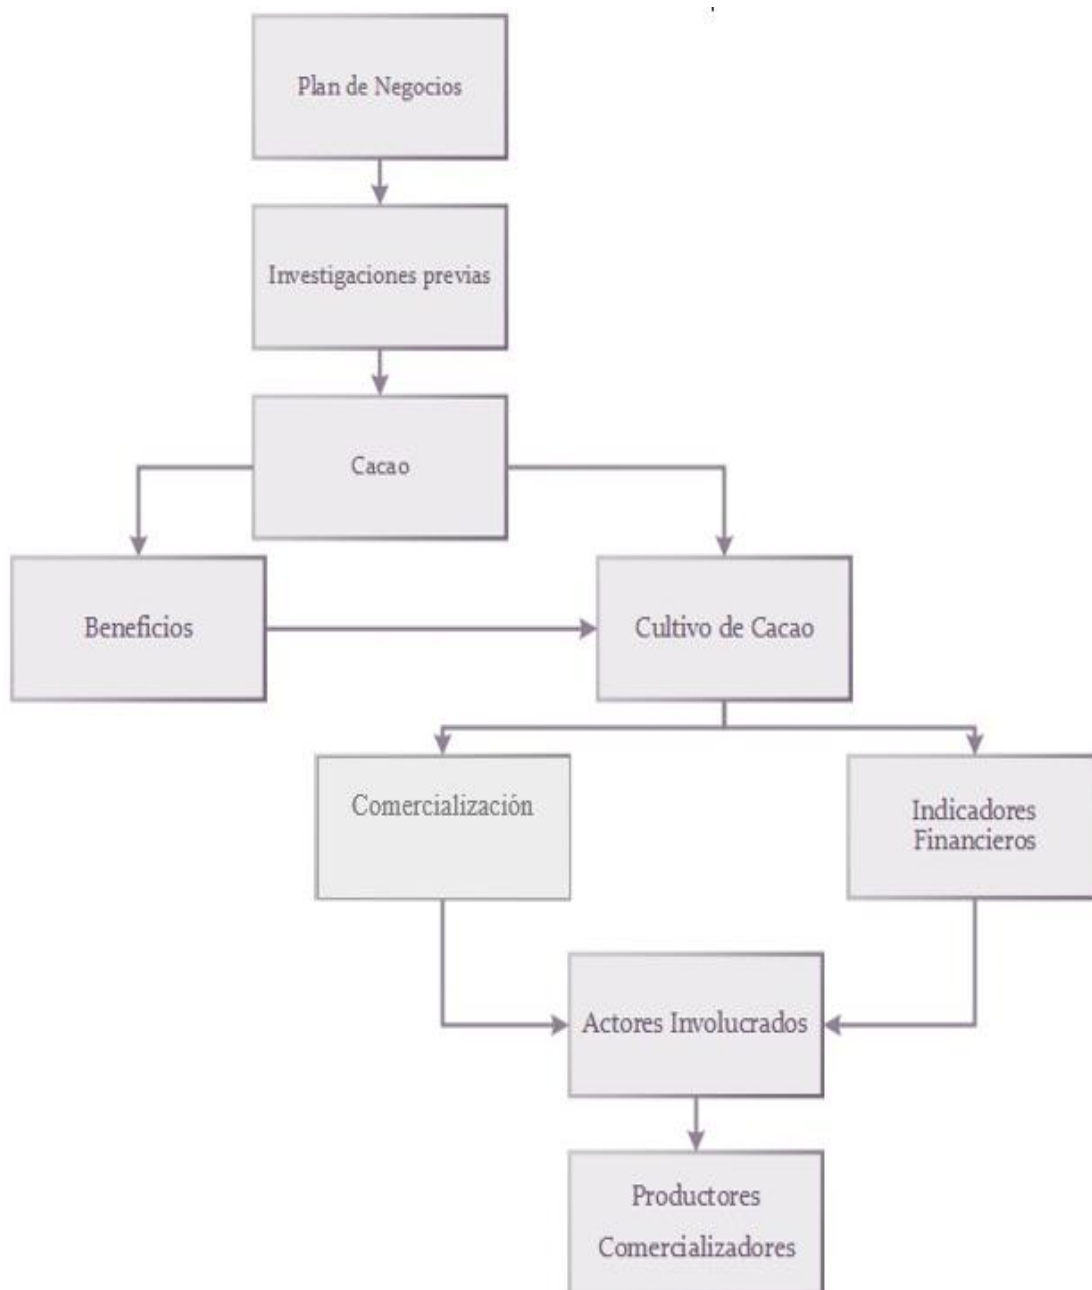 Plan de Negocios
Investigaciones previas
Cacao
Beneficios
Cultivo de Cacao
Comercialización
Indicadores
Financieros
Actores Involucrados
Productores
Comercializadores